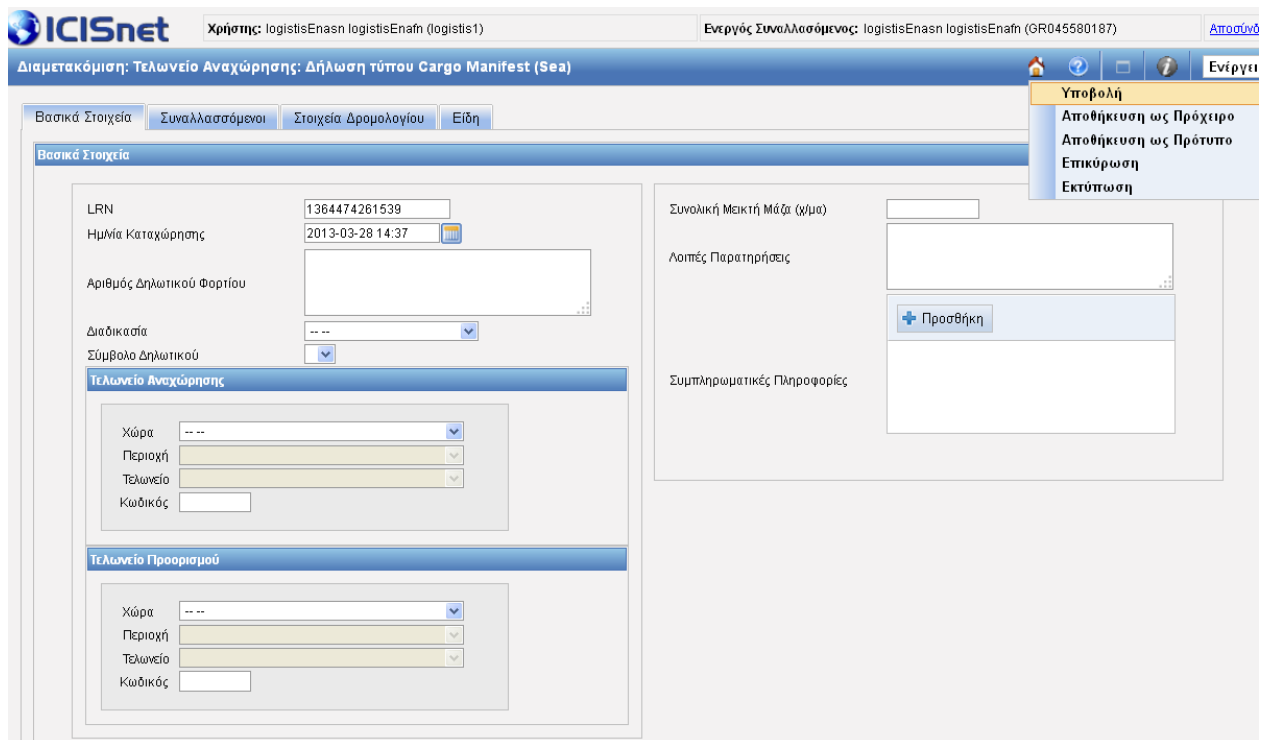 ICISnet
Χρήστης: logistisEnasn logistisEnafn (logistis1)
Ενεργός Συναλλασόμενος: logistisEnasn logistisEnafn (GR045580187)
Διαμετακόμιση: Τελωνείο Αναχώρησης: Δήλωση τύπου Cargo Manifest (Sea)
Υποβολή
Αποθήκευση ως Πρόχειρο
Αποθήκευση ως Πρότυπο
Επικύρωση
Εκτύπωση
Βασικά Στοιχεία Συναλλασσόμενοι Στοιχεία Δρομολογίου Είδη
Βασικά Στοιχεία
LRN 1364474261539
Ημ/νία Καταχώρησης 2013-03-28 14:37
Αριθμός Δηλωτικού Φορτίου
Διαδικασία -- --
Σύμβολο Δηλωτικού
Τελωνείο Αναχώρησης
Χώρα -- --
Περιοχή
Τελωνείο
Κωδικός
Τελωνείο Προορισμού
Χώρα -- --
Περιοχή
Τελωνείο
Κωδικός
Συνολική Μεικτή Μάζα (χ/μα)
Λοιπές Παρατηρήσεις
Προσθήκη
Συμπληρωματικές Πληροφορίες